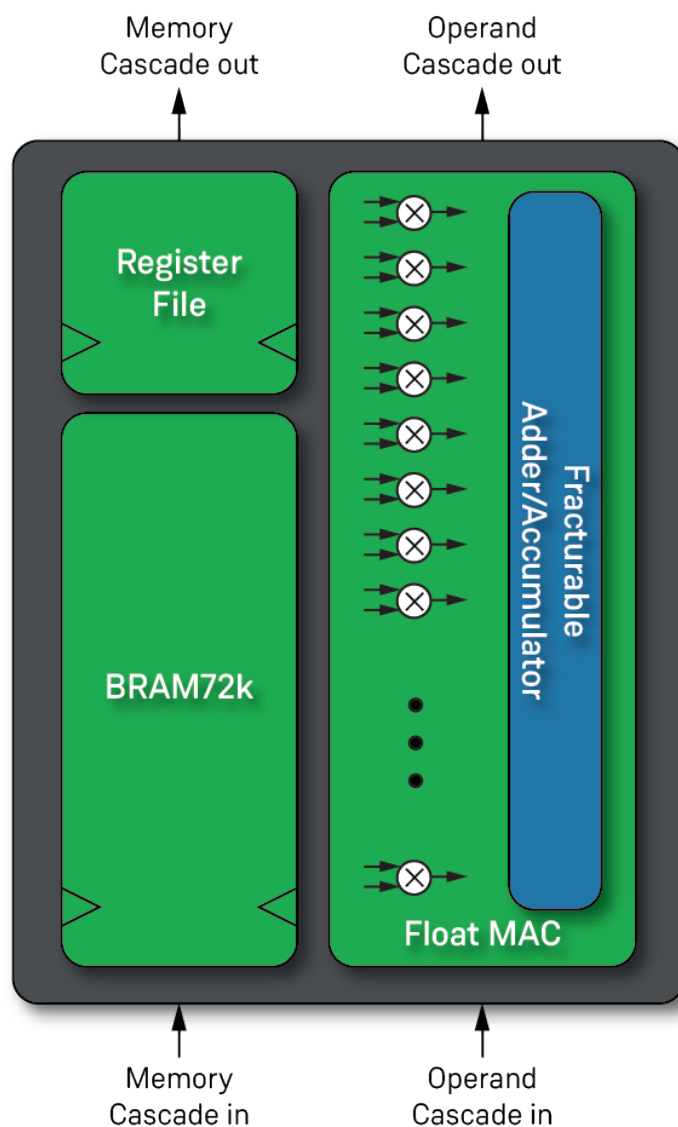 Memory
Cascade out
Operand
Cascade out
Register
File
BRAM72k
Fracturable
Adder/Accumulator
Float MAC
Memory
Cascade in
Operand
Cascade in